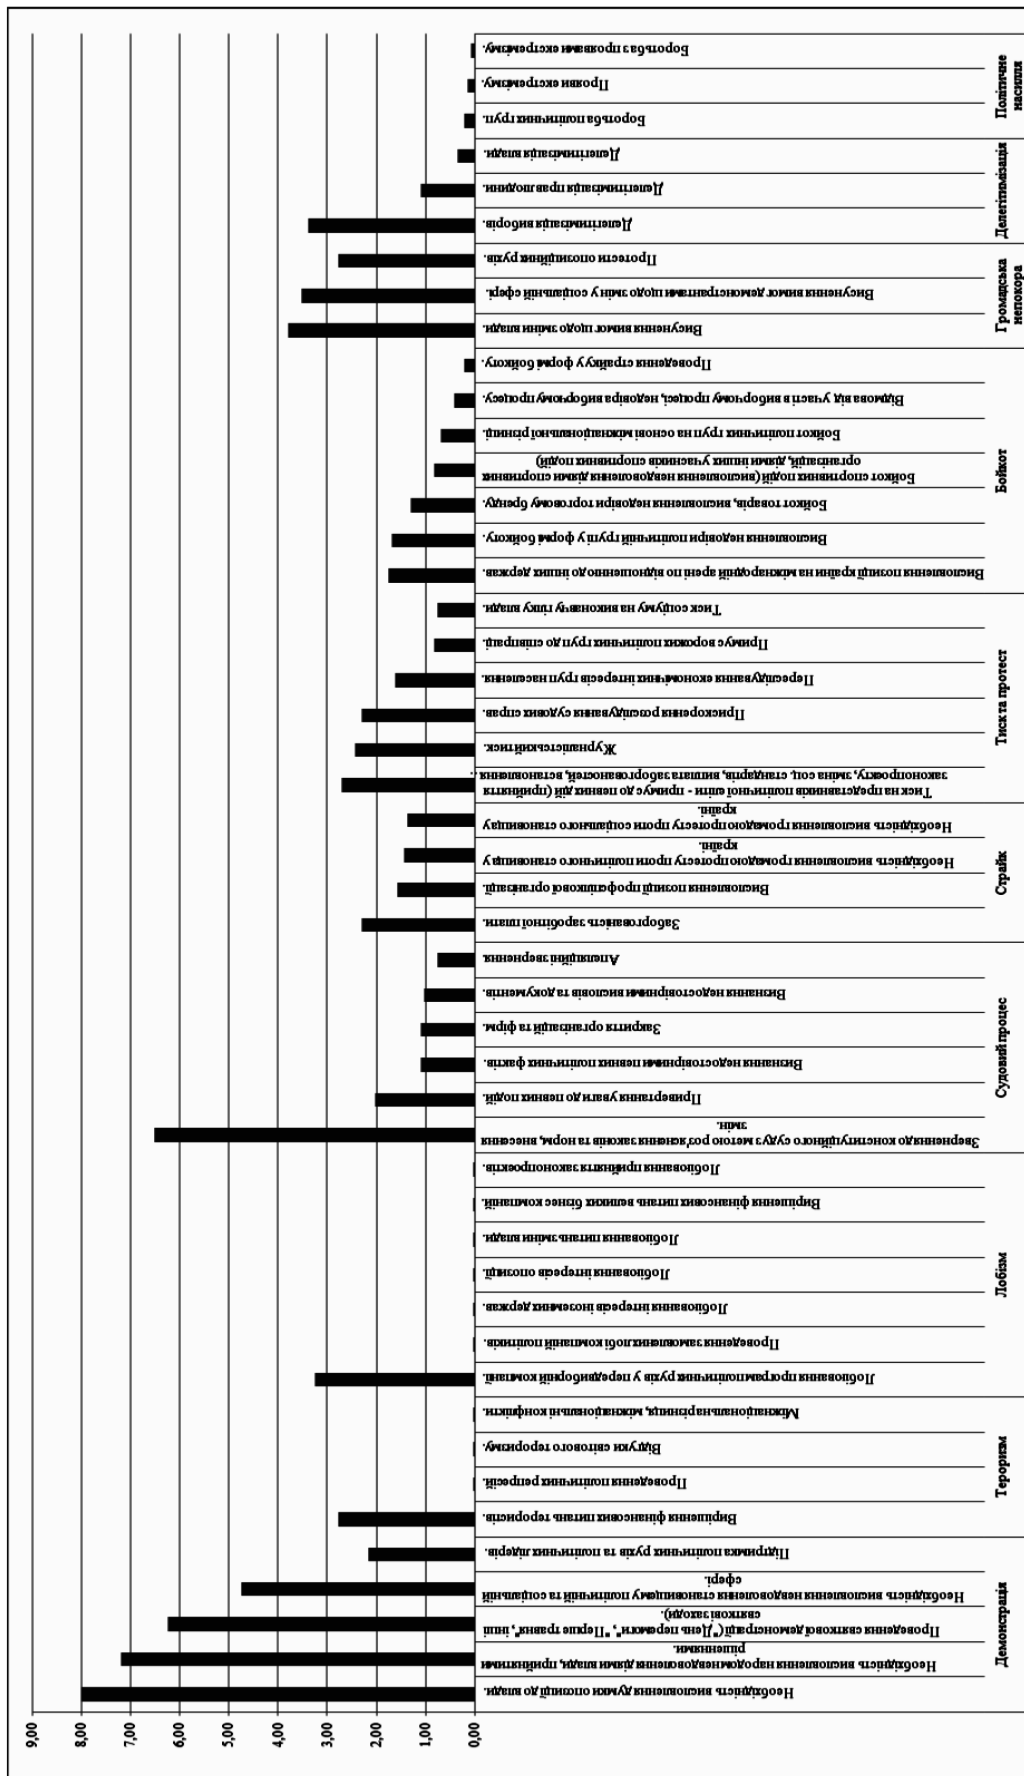 Борьтьба з проявами екстремізму.
Прояви екстремізму.
Боротьба політичних груп.
Політичне
насилля
Делегітимізація влади.
Делегітимізація прав людини.
Делегітимізація виборів.
Делегітимізація
Протести опозиційних рухів.
Висунення вимог демонстрантами щодо змін у соціальній сфері.
Висунення вимог щодо зміни влади.
Громадська
непокора
Проведення страйку у формі бойкоту.
Відмова від участі в виборчому процесі, недовіра виборчому процесу.
Бойкот політичних груп на основі міжнаціональної різниці.
Бойкот спортивних подій (висловлення невдоволення діями спортивних
організацій, діями інших учасників спортивних подій)
Бойкот товарів, висловлення недовіри торговому бренду.
Висловлення недовіри політичній групі у формі бойкоту.
Висловлення позиції країни на міжнародній арені по відношенню до інших держав.
Бойкот
Тиск соціуму на виконавчу гілку влади.
Примус ворожих політичних груп до співпраці.
Переслідування економічних інтересів груп населення.
Прискорення розслідування судових справ.
Журналістський тиск.
Тиск на представників політичної еліти - примус до певних дій (прийняття
законопроекту, зміна соц. стандартів, виплата заборгованостей, встановлення…
Тиск та протест
Необхідність висловлення громадою протесту проти соціального становища у
країні.
Необхідність висловлення громадою протесту проти політичного становища у
країні.
Висловлення позиції профспілкової організації.
Заборгованість заробітної плати.
Страйк
Апеляційні звернення.
Визнання недостовірними висловів та документів.
Закриття організацій та фірм.
Визнання недостовірними певних політичних фактів.
Привертання уваги до певних подій.
Звернення до конституційного суду з метою роз'яснення законів та норм, внесення
змін.
Судовий процес
Лобіювання прийняття законопроектів.
Вирішення фінансових питань великих бізнес компаній.
Лобіювання питань зміни влади.
Лобіювання інтересів опозиції.
Лобіювання інтересів іноземних держав.
Проведення замовлених лобі компаній політиків.
Лобіювання програм політичних рухів у передвиборній компанії.
Лобізм
Міжнаціональна різниця, міжнаціональні конфлікти.
Відгуки світового тероризму.
Проведення політичних репресій.
Вирішення фінансових питань терористів.
Тероризм
Підтримка політичних рухів та політичних лідерів.
Необхідність висловлення невдоволення становищем у політичній та соціальній
сфері.
Проведення святкової демонстрації ("День перемоги", "Перше травня", інші
святкові заходи).
Необхідність висловлення народом невдоволення діями влади, прийнятими
рішеннями.
Необхідність висловлення думки опозиції до влади.
Демонстрація
9,00
8,00
7,00
6,00
5,00
4,00
3,00
2,00
1,00
0,00